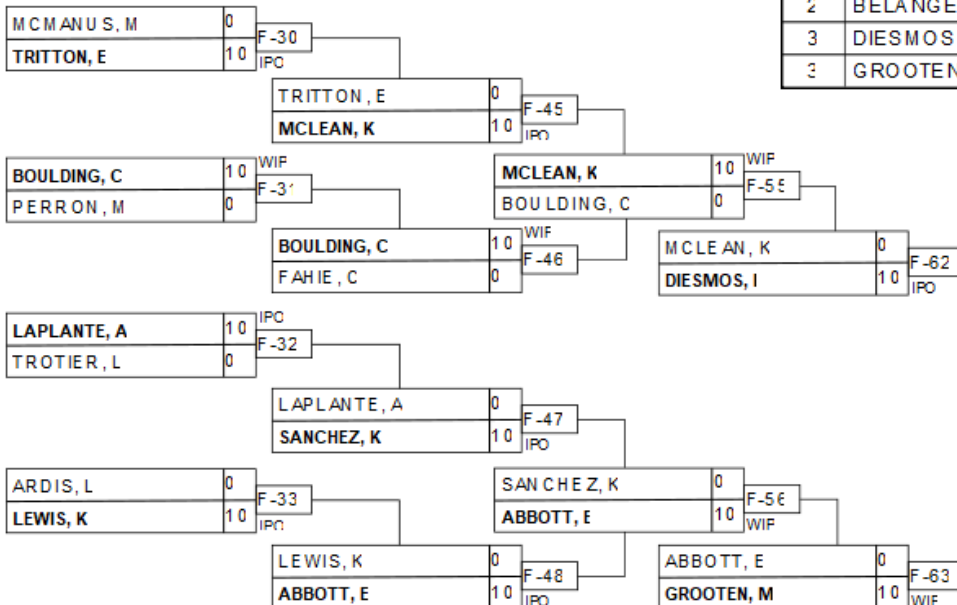 2 BELANGE
3 DIESMOS
3 GROOTEN
MCMANUS, M 0
F-30
TRITTON, E 10 IPO
TRITTON, E 0
F-45
MCLEAN, K 10 IPO
BOULDING, C 10 WIF
F-31
PERRON, M 0
MCLEAN, K 10 WIF
F-55
BOULDING, C 0
BOULDING, C 10 WIF
F-46
FAHIE, C 0
MCLEAN, K 0
F-62
DIESMOS, I 10 IPO
LAPLANTE, A 10 IPO
F-32
TROTIER, L 0
LAPLANTE, A 0
F-47
SANCHEZ, K 10 IPO
ARDIS, L 0
F-33
LEWIS, K 10 IPO
SANCHEZ, K 0
F-56
ABBOTT, E 10 WIF
LEWIS, K 0
F-48
ABBOTT, E 10 IPO
ABBOTT, E 0
F-63
GROOTEN, M 10 WIF